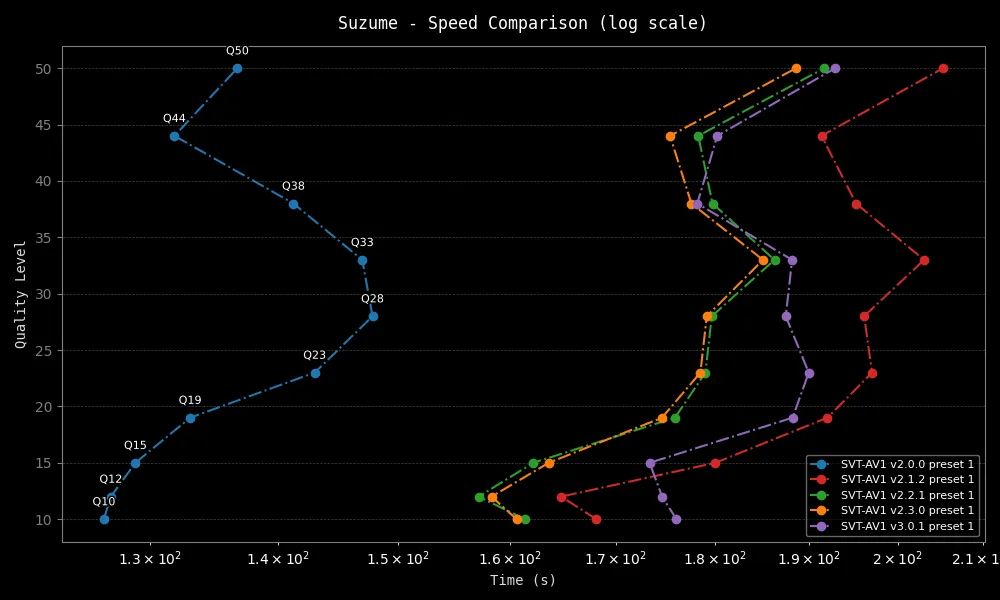 Suzume - Speed Comparison (log scale)
Quality Level
50
45
40
35
30
25
20
15
10
Q50
Q44
Q38
Q33
Q28
Q23
Q19
Q15
Q12
Q10
SVT-AV1 v2.0.0 preset 1
SVT-AV1 v2.1.2 preset 1
SVT-AV1 v2.2.1 preset 1
SVT-AV1 v2.3.0 preset 1
SVT-AV1 v3.0.1 preset 1
1.3 × 10² 1.4 × 10² 1.5 × 10² 1.6 × 10² 1.7 × 10² 1.8 × 10² 1.9 × 10² 2 × 10² 2.1 × 1
Time (s)